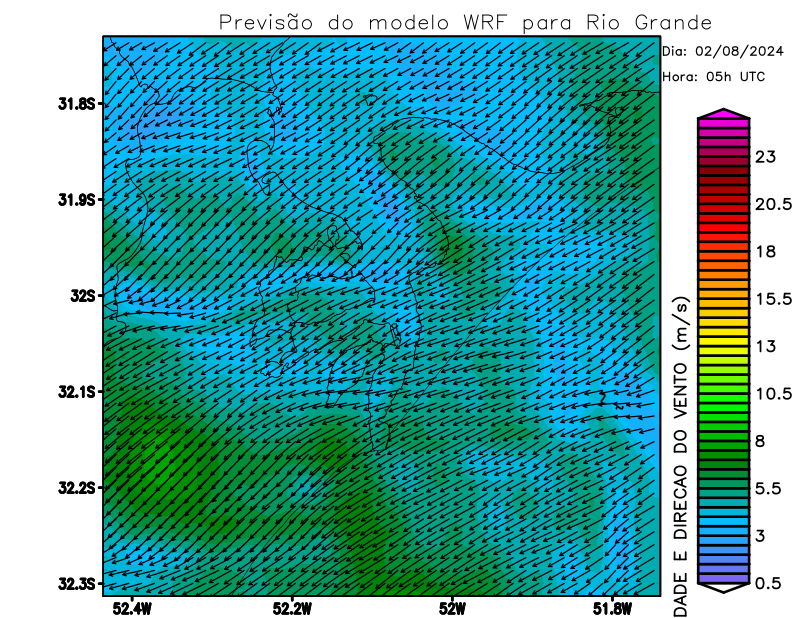 Previsão do modelo WRF para Rio Grande
Dia: 02/08/2024
Hora: 05h UTC
31.8S
31.9S
32S
32.1S
32.2S
32.3S
52.4W
52.2W
52W
51.8W
23
20.5
18
15.5
13
10.5
8
5.5
3
0.5
DADE E DIRECAO DO VENTO (m/s)